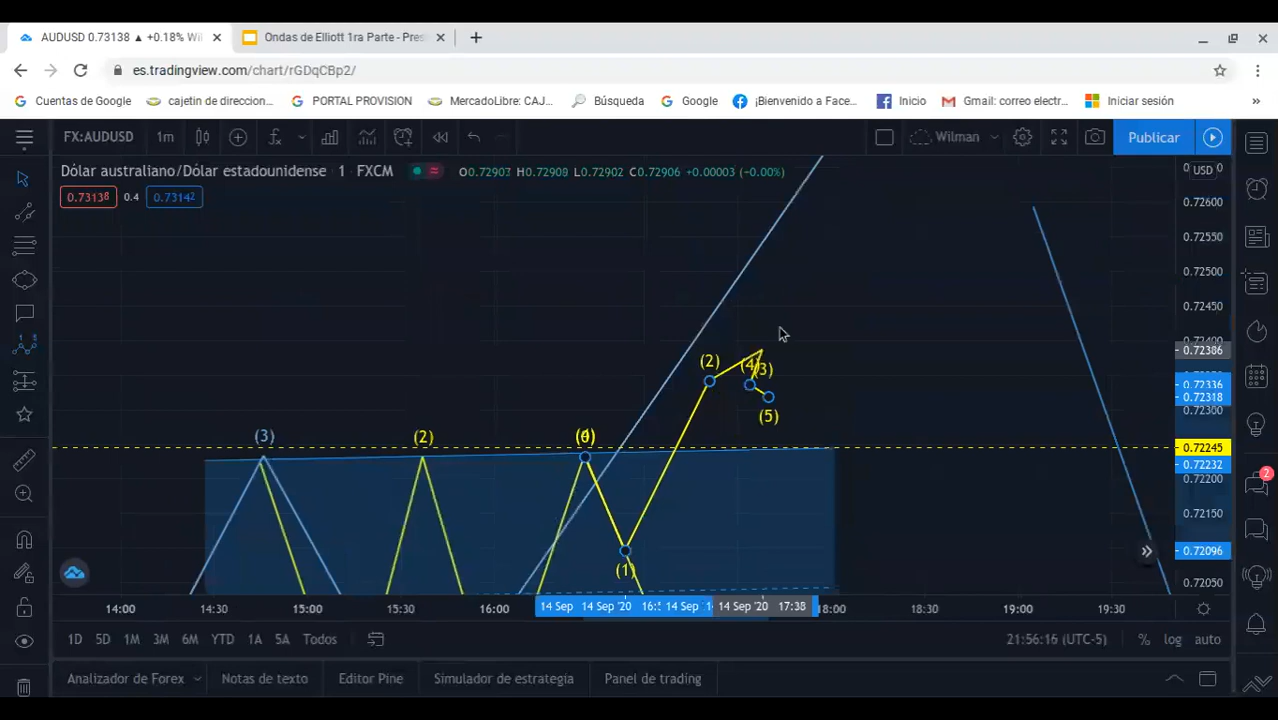 AUDUSD 0.73138 ▲ +0.18% Wi
Ondas de Elliott 1ra Parte - Pres
es.tradingview.com/chart/rGDqCBp2/
Cuentas de Google
cajetin de direccion...
PORTAL PROVISION
MercadoLibre: CAJ...
Búsqueda
Google
¡Bienvenido a Face...
Inicio
Gmail: correo electr...
Iniciar sesión
FX:AUDUSD
1m
Wilman
Publicar
Dólar australiano/Dólar estadounidense · 1 · FXCM
O0.72907 H0.72909 L0.72902 C0.72906 +0.00003 (−0.00%)
0.73138
0.4
0.73142
USD
0.72600
0.72550
0.72500
0.72450
0.72386
0.72336
0.72318
0.72300
0.72245
0.72232
0.72200
0.72150
0.72096
0.72050
2
(2)
(4)
(3)
(5)
(3)
(2)
(1)
14:00
14:30
15:00
15:30
16:00
14 Sep
14 Sep '20
14 Sep
14 Sep '20 17:38
18:00
18:30
19:00
19:30
1D 5D 1M 3M 6M YTD 1A 5A Todos
21:56:16 (UTC-5)
% log auto
Analizador de Forex
Notas de texto
Editor Pine
Simulador de estrategia
Panel de trading